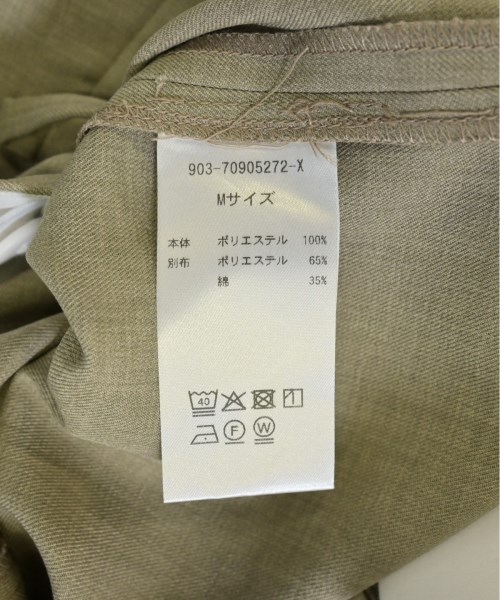 903-70905272-X
Mサイズ
本体 ポリエステル 100%
別布 ポリエステル 65%
綿 35%
40
F W